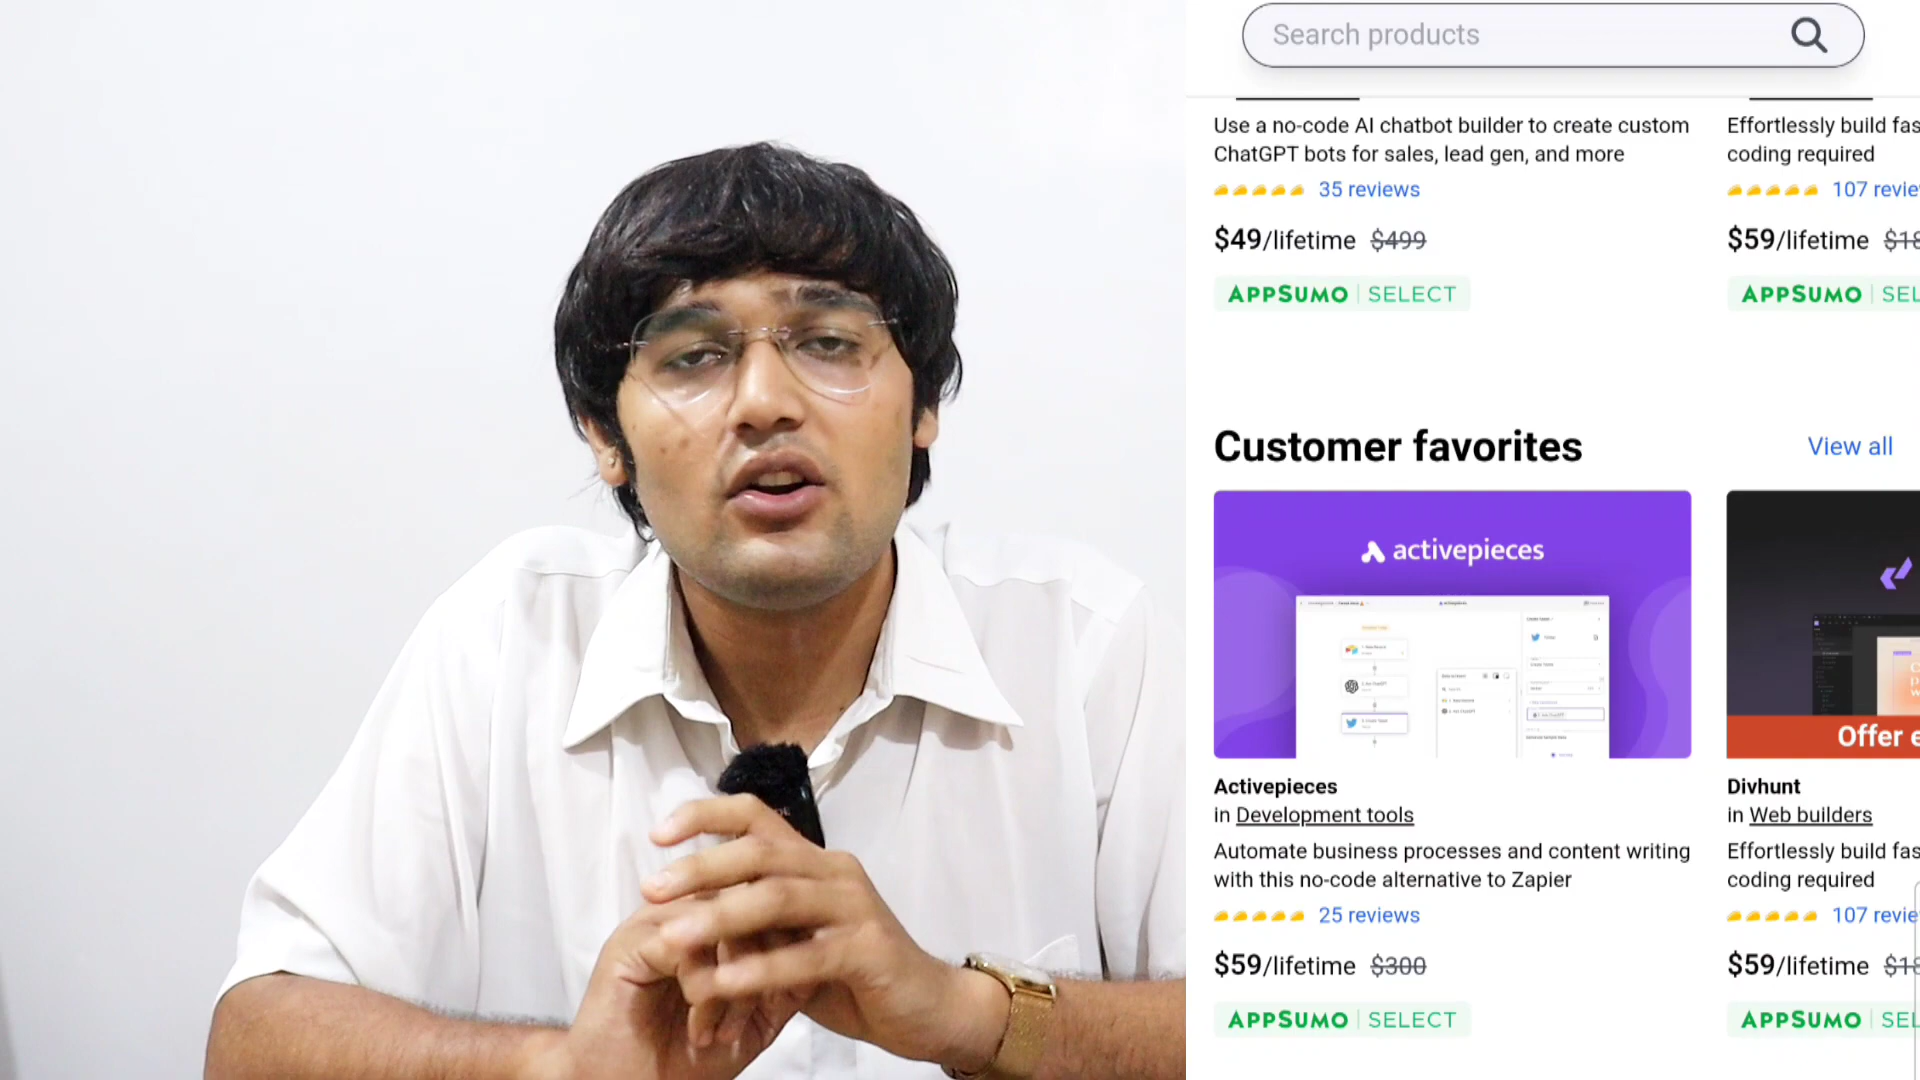 Search products
Use a no-code AI chatbot builder to create custom
ChatGPT bots for sales, lead gen, and more
35 reviews
$49/lifetime $499
APPSUMO SELECT
Effortlessly build
coding required
107
$59/lifetime
APPSUMO
Customer favorites
View all
activepieces
Activepieces
in Development tools
Automate business processes and content writing
with this no-code alternative to Zapier
25 reviews
$59/lifetime $300
APPSUMO SELECT
Offer
Divhunt
in Web builders
Effortlessly build
coding required
107
$59/lifetime
APPSUMO